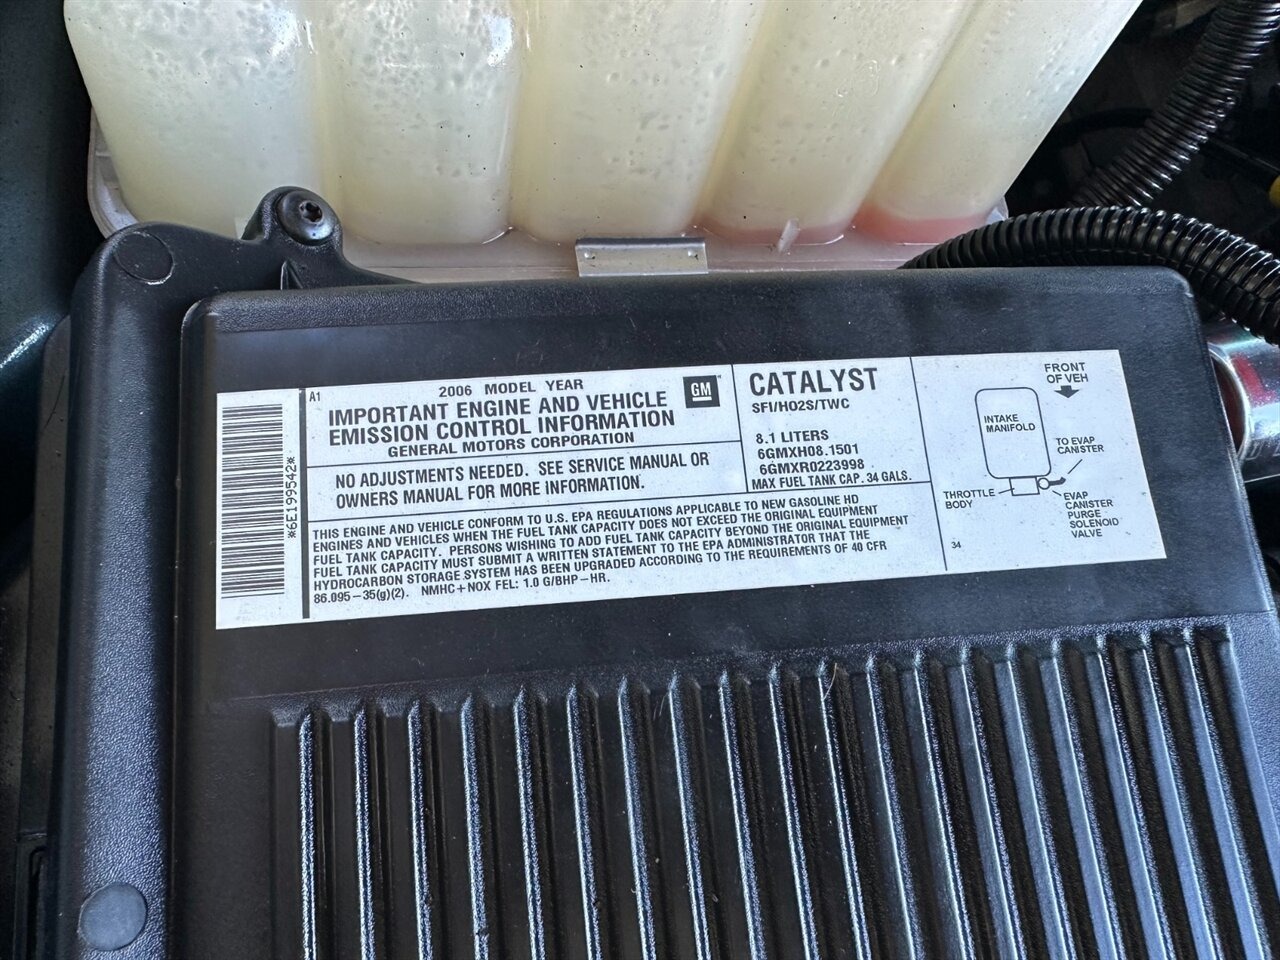 *6E199542*
A1
2006 MODEL YEAR
IMPORTANT ENGINE AND VEHICLE
EMISSION CONTROL INFORMATION
GENERAL MOTORS CORPORATION
GM
NO ADJUSTMENTS NEEDED. SEE SERVICE MANUAL OR
OWNERS MANUAL FOR MORE INFORMATION.
CATALYST
SFI/HO2S/TWC
8.1 LITERS
6GMXH08.1501
6GMXR0223998
MAX FUEL TANK CAP. 34 GALS.
THIS ENGINE AND VEHICLE CONFORM TO U.S. EPA REGULATIONS APPLICABLE TO NEW GASOLINE HD
ENGINES AND VEHICLES WHEN THE FUEL TANK CAPACITY DOES NOT EXCEED THE ORIGINAL EQUIPMENT
FUEL TANK CAPACITY. PERSONS WISHING TO ADD FUEL TANK CAPACITY BEYOND THE ORIGINAL EQUIPMENT
FUEL TANK CAPACITY MUST SUBMIT A WRITTEN STATEMENT TO THE EPA ADMINISTRATOR THAT THE
HYDROCARBON STORAGE SYSTEM HAS BEEN UPGRADED ACCORDING TO THE REQUIREMENTS OF 40 CFR
86.095-35(g)(2). NMHC+NOX FEL: 1.0 G/BHP-HR.
FRONT
OF VEH
INTAKE
MANIFOLD
TO EVAP
CANISTER
THROTTLE
BODY
EVAP
CANISTER
PURGE
SOLENOID
VALVE
34